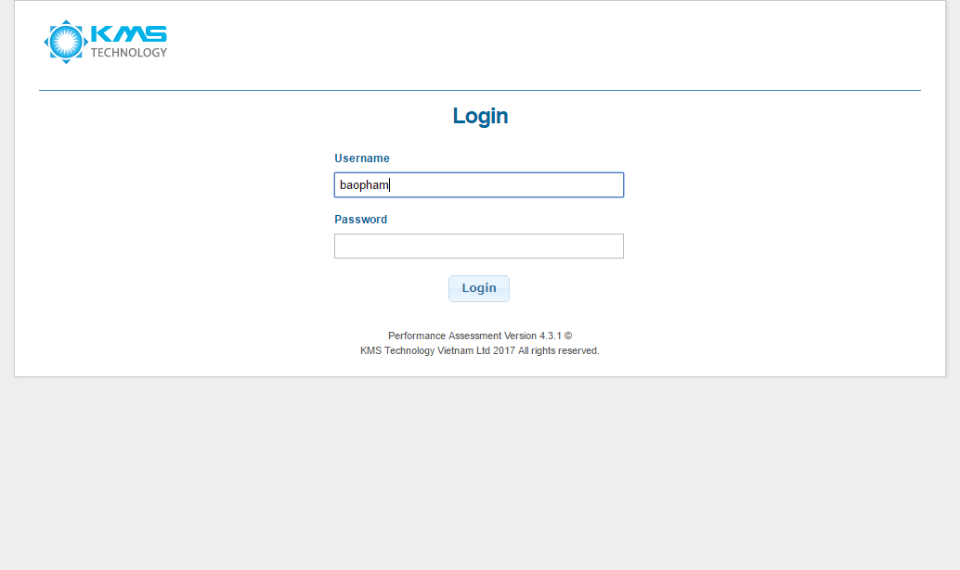 KMS
TECHNOLOGY
Login
Username
baopham
Password
Login
Performance Assessment Version 4.3.1 ©
KMS Technology Vietnam Ltd 2017 All rights reserved.